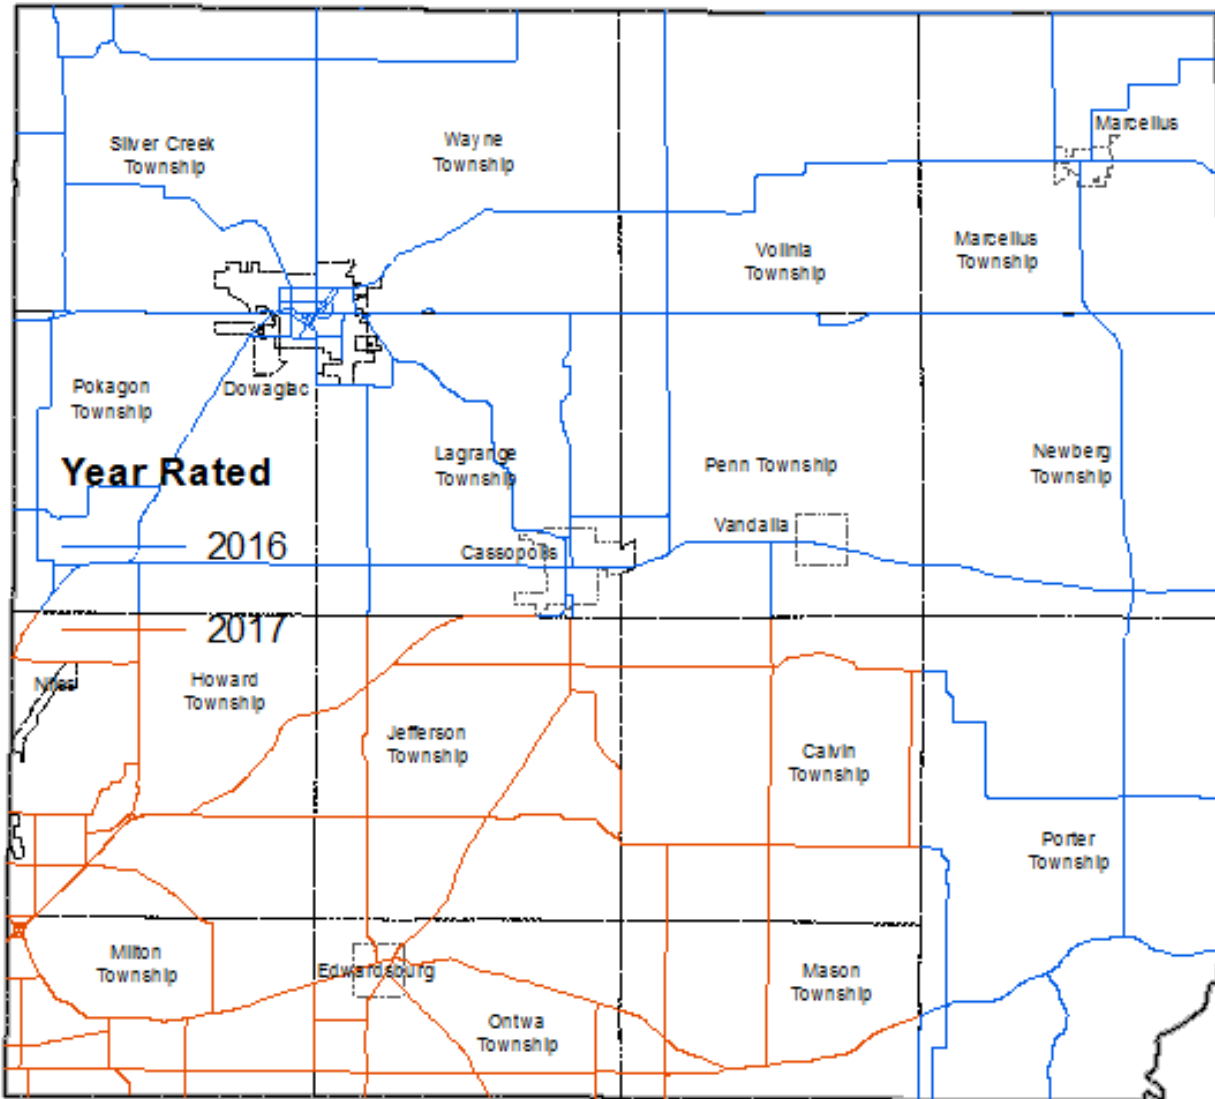 Marcellus
Silver Creek
Township
Wayne
Township
Volinia
Township
Marcellus
Township
Pokagon
Township
Dowagiac
Lagrange
Township
Penn Township
Newberg
Township
Year Rated
Vandalia
2016
Cassopolis
2017
Niles
Howard
Township
Jefferson
Township
Calvin
Township
Porter
Township
Milton
Township
Edwardsburg
Mason
Township
Ontwa
Township